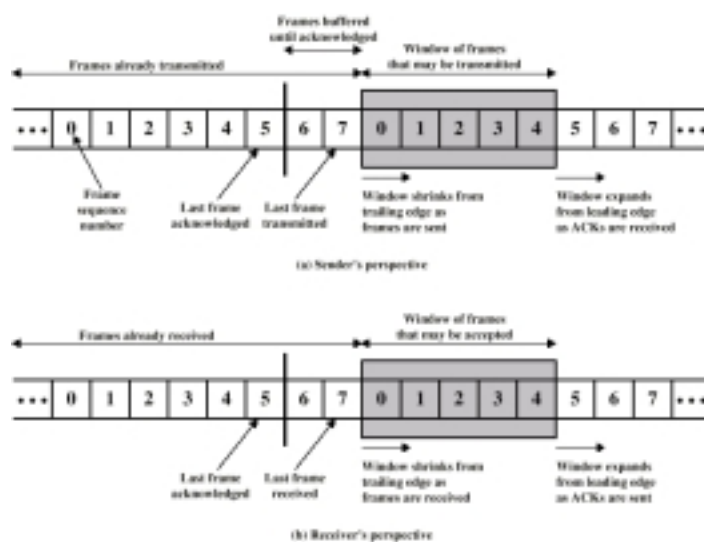 Frames buffered
until acknowledged
Window of frames
that may be transmitted
Frames already transmitted
••• 0 1 2 3 4 5 6 7 0 1 2 3 4 5 6 7 •••
Frame
sequence
number
Last frame
acknowledged
Last frame
transmitted
Window shrinks from
trailing edge as
frames are sent
Window expands
from leading edge
as ACKs are received
(a) Sender's perspective
Frames already received
Window of frames
that may be accepted
••• 0 1 2 3 4 5 6 7 0 1 2 3 4 5 6 7 •••
Last frame
acknowledged
Last frame
received
Window shrinks from
trailing edge as
frames are received
Window expands
from leading edge
as ACKs are sent
(b) Receiver's perspective